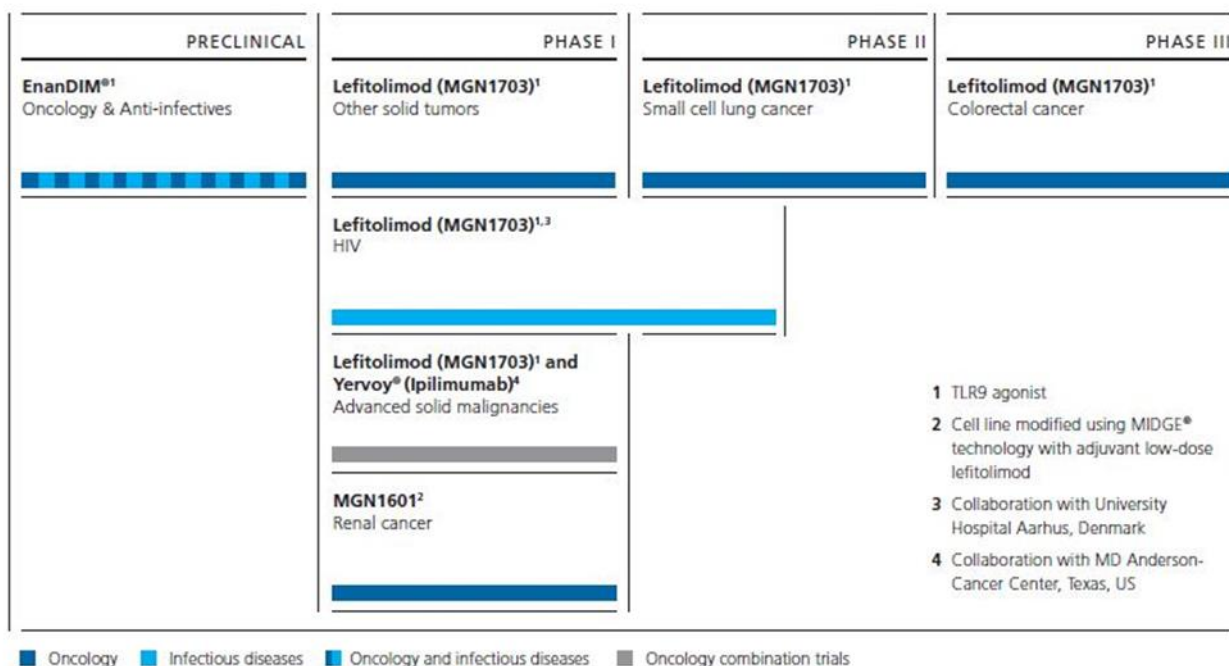 PRECLINICAL
PHASE I
PHASE II
PHASE III
EnanDIM®¹
Oncology & Anti-infectives
Lefitolimod (MGN1703)¹
Other solid tumors
Lefitolimod (MGN1703)¹
Small cell lung cancer
Lefitolimod (MGN1703)¹
Colorectal cancer
Lefitolimod (MGN1703)¹,³
HIV
Lefitolimod (MGN1703)¹ and
Yervoy® (Ipilimumab)⁴
Advanced solid malignancies
MGN1601²
Renal cancer
1 TLR9 agonist
2 Cell line modified using MIDGE®
technology with adjuvant low-dose
lefitolimod
3 Collaboration with University
Hospital Aarhus, Denmark
4 Collaboration with MD Anderson-
Cancer Center, Texas, US
Oncology
Infectious diseases
Oncology and infectious diseases
Oncology combination trials